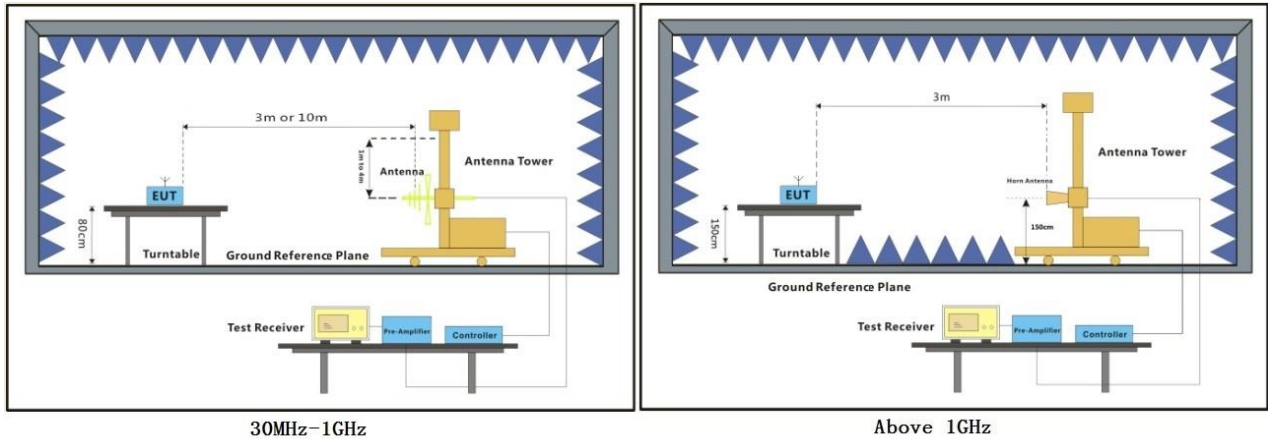 3m or 10m
1m to 4m
Antenna
Antenna Tower
EUT
80cm
Turntable
Ground Reference Plane
Test Receiver
Pre-Amplifier
Controller
30MHz-1GHz
3m
Antenna Tower
Horn Antenna
EUT
150cm
150cm
Turntable
Ground Reference Plane
Test Receiver
Pre-Amplifier
Controller
Above 1GHz